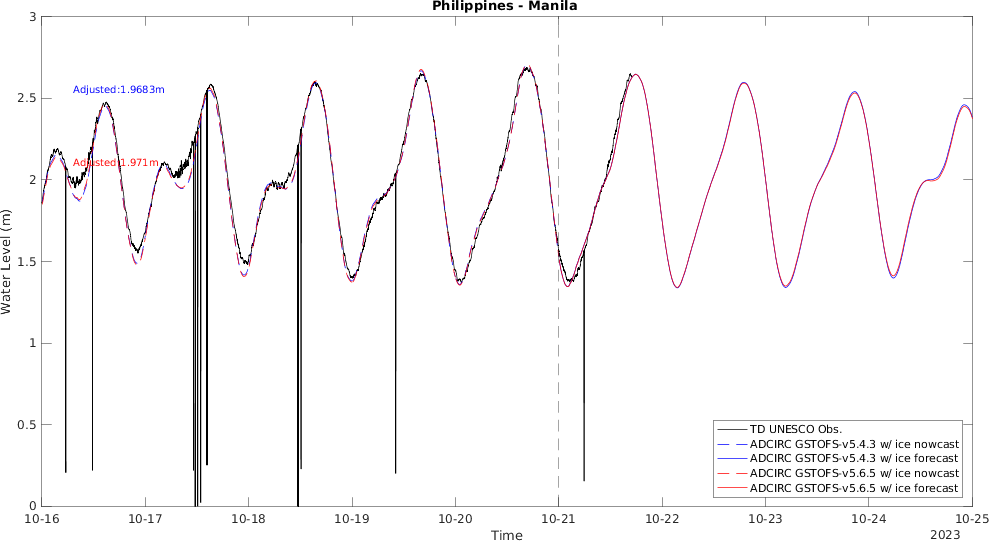 Philippines - Manila
3
2.5
2
1.5
1
0.5
0
Water Level (m)
Adjusted:1.9683m
Adjusted:1.971m
TD UNESCO Obs.
ADCIRC GSTOFS-v5.4.3 w/ ice nowcast
ADCIRC GSTOFS-v5.4.3 w/ ice forecast
ADCIRC GSTOFS-v5.6.5 w/ ice nowcast
ADCIRC GSTOFS-v5.6.5 w/ ice forecast
10-16 10-17 10-18 10-19 10-20 10-21 10-22 10-23 10-24 10-25
Time
2023